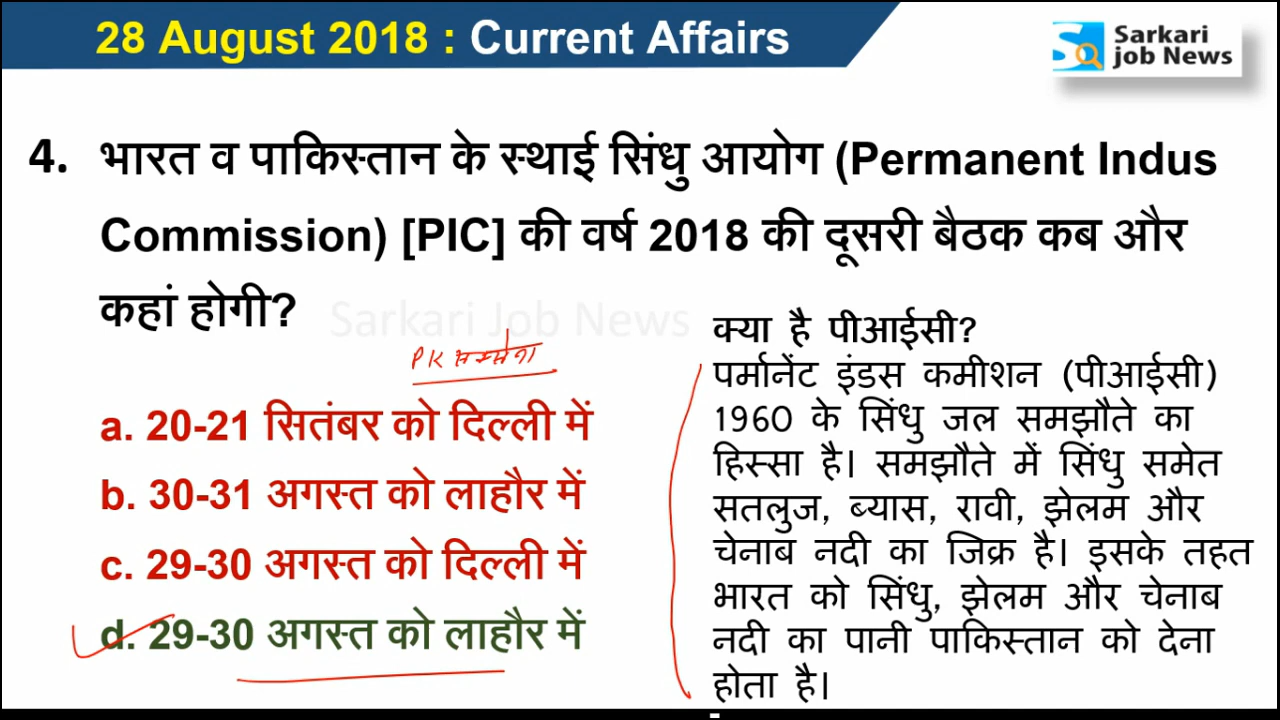 28 August 2018 : Current Affairs
Sarkari
job News
4. भारत व पाकिस्तान के स्थाई सिंधु आयोग (Permanent Indus
Commission) [PIC] की वर्ष 2018 की दूसरी बैठक कब और
कहां होगी?
Sarkari Job News
PK
a. 20-21 सितंबर को दिल्ली में
b. 30-31 अगस्त को लाहौर में
c. 29-30 अगस्त को दिल्ली में
d. 29-30 अगस्त को लाहौर में
क्या है पीआईसी?
पर्मानेंट इंडस कमीशन (पीआईसी)
1960 के सिंधु जल समझौते का
हिस्सा है। समझौते में सिंधु समेत
सतलुज, ब्यास, रावी, झेलम और
चेनाब नदी का जिक्र है। इसके तहत
भारत को सिंधु, झेलम और चेनाब
नदी का पानी पाकिस्तान को देना
होता है।